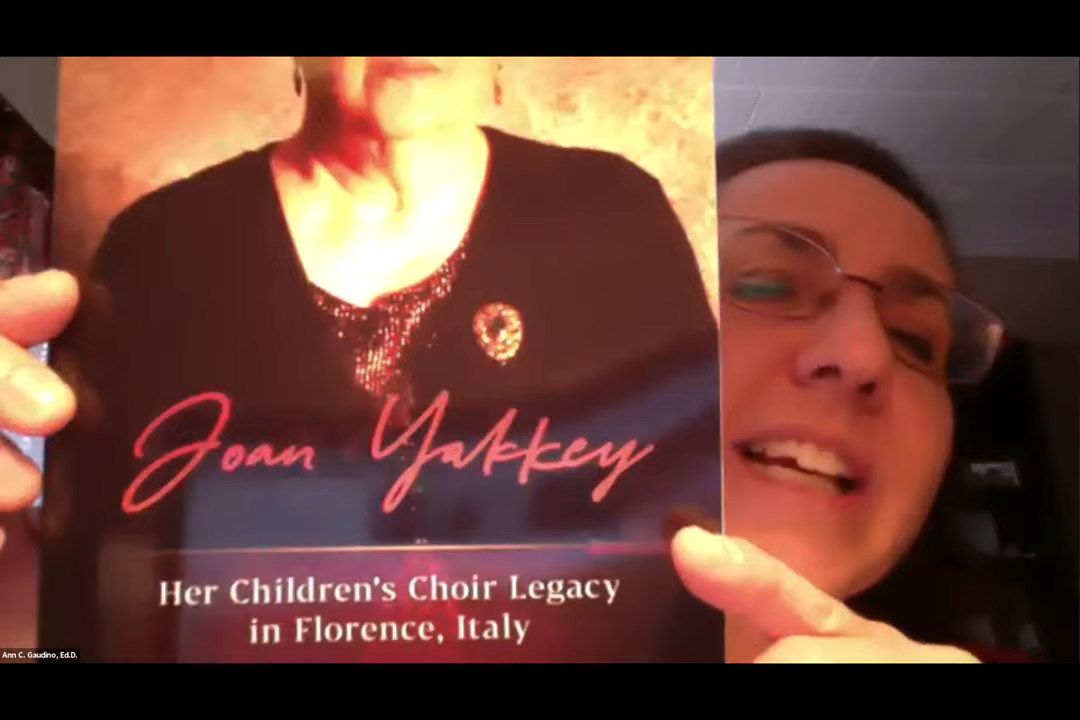 Joan Yakkey
Her Children's Choir Legacy
in Florence, Italy
Ann C. Gaudino, Ed.D.